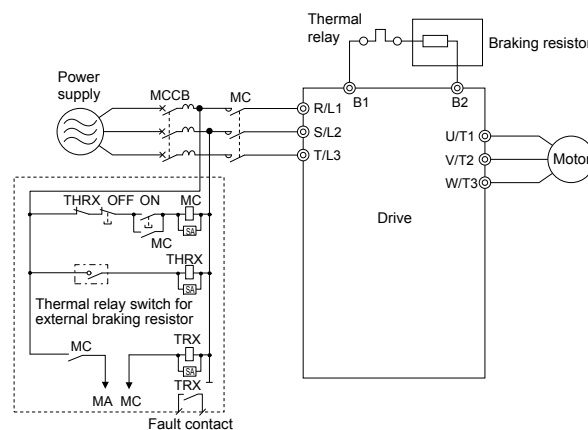 Thermal
relay
Braking resistor
Power
supply
MCCB
MC
B1
B2
R/L1
S/L2
T/L3
U/T1
V/T2
W/T3
Motor
Drive
THRX OFF ON
MC
SA
MC
THRX
SA
Thermal relay switch for
external braking resistor
MC
TRX
SA
MA MC
TRX
Fault contact